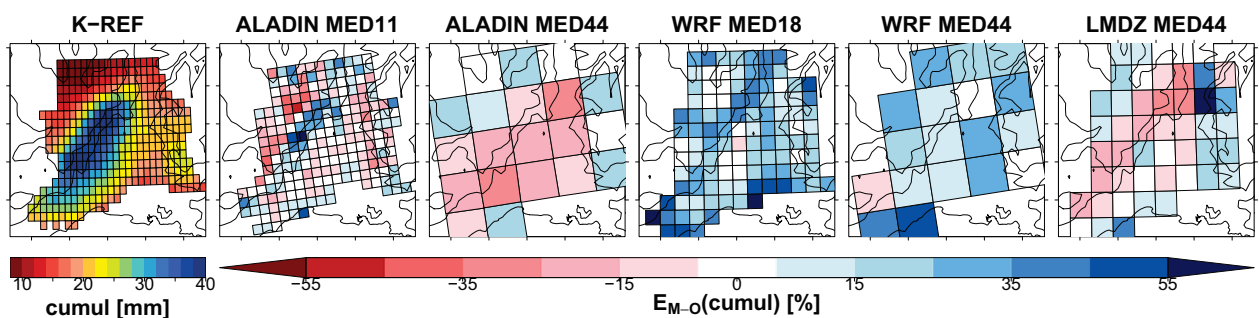 K−REF ALADIN MED11 ALADIN MED44 WRF MED18 WRF MED44 LMDZ MED44
10 20 30 40 −55 −35 −15 0 15 35 55
cumul [mm] E_M−O(cumul) [%]